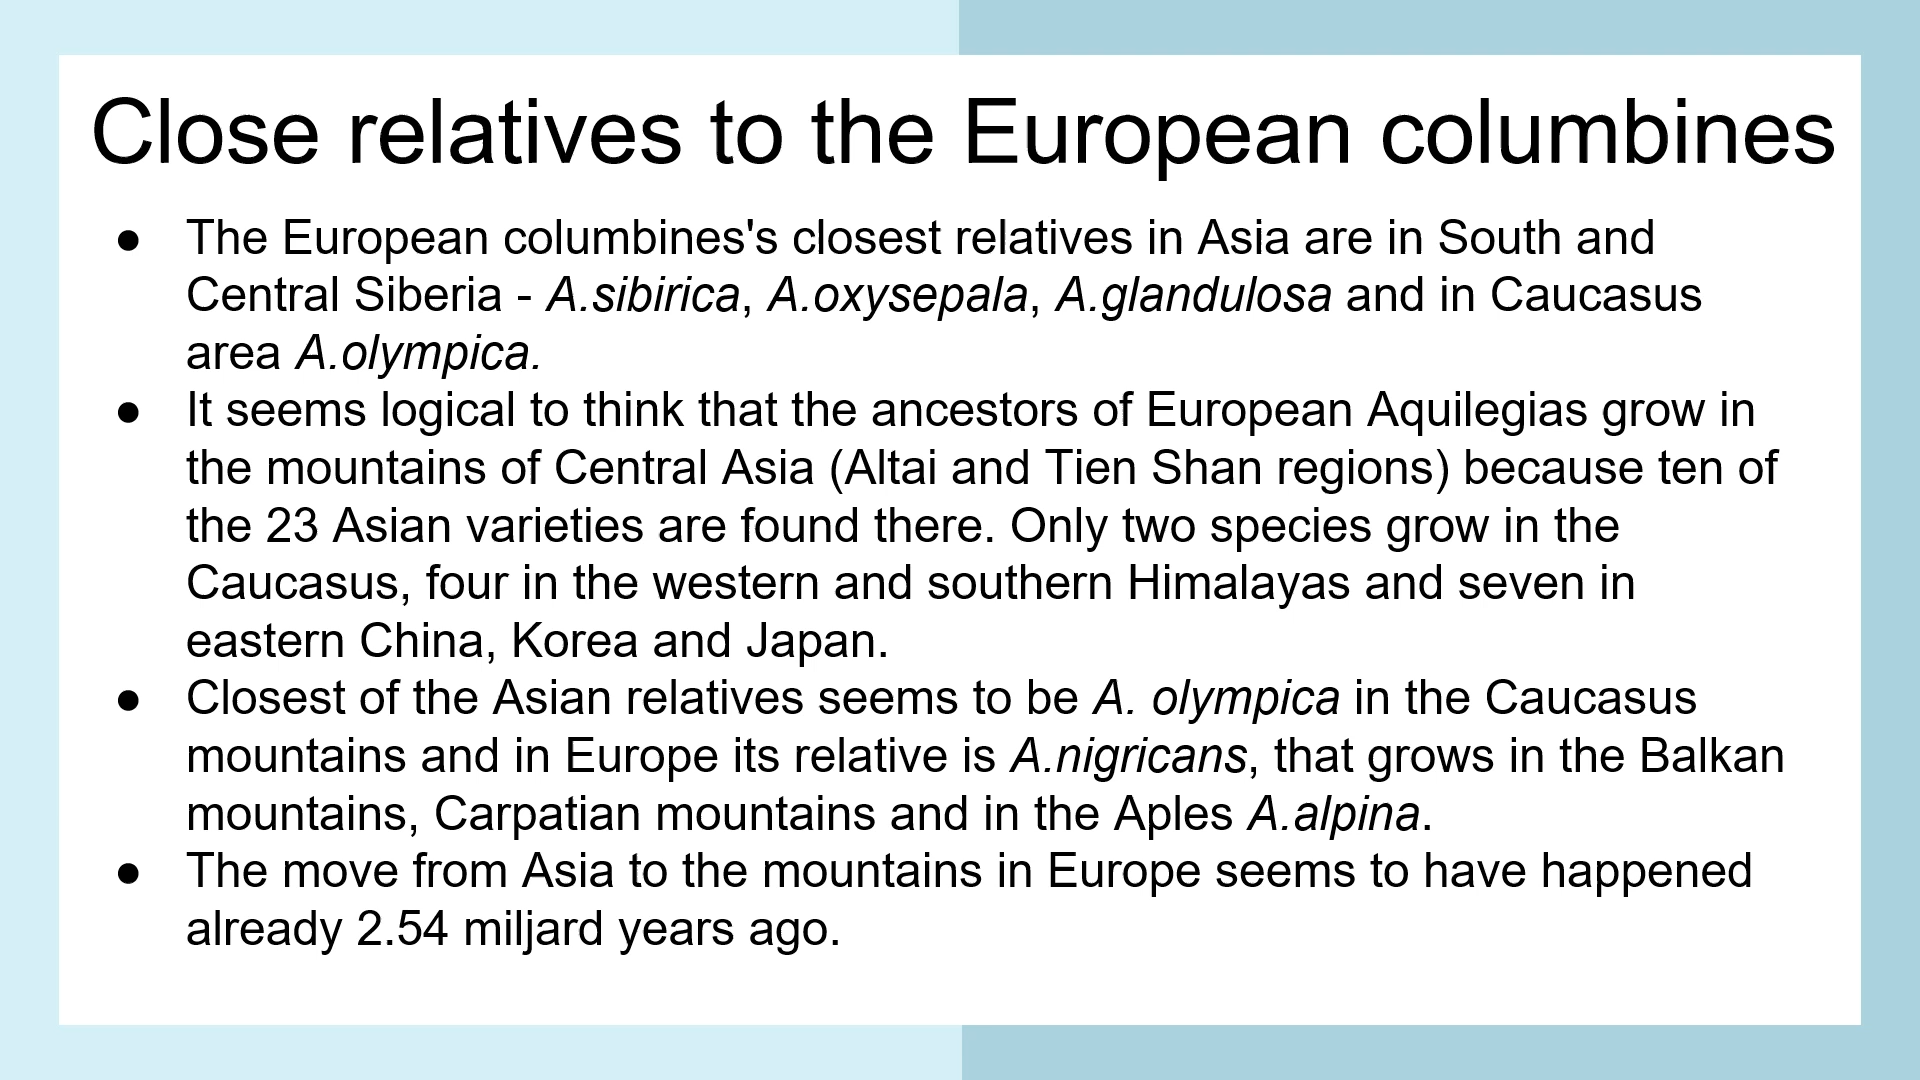 Close relatives to the European columbines
● The European columbines's closest relatives in Asia are in South and
Central Siberia - A.sibirica, A.oxysepala, A.glandulosa and in Caucasus
area A.olympica.
● It seems logical to think that the ancestors of European Aquilegias grow in
the mountains of Central Asia (Altai and Tien Shan regions) because ten of
the 23 Asian varieties are found there. Only two species grow in the
Caucasus, four in the western and southern Himalayas and seven in
eastern China, Korea and Japan.
● Closest of the Asian relatives seems to be A. olympica in the Caucasus
mountains and in Europe its relative is A.nigricans, that grows in the Balkan
mountains, Carpatian mountains and in the Aples A.alpina.
● The move from Asia to the mountains in Europe seems to have happened
already 2.54 miljard years ago.